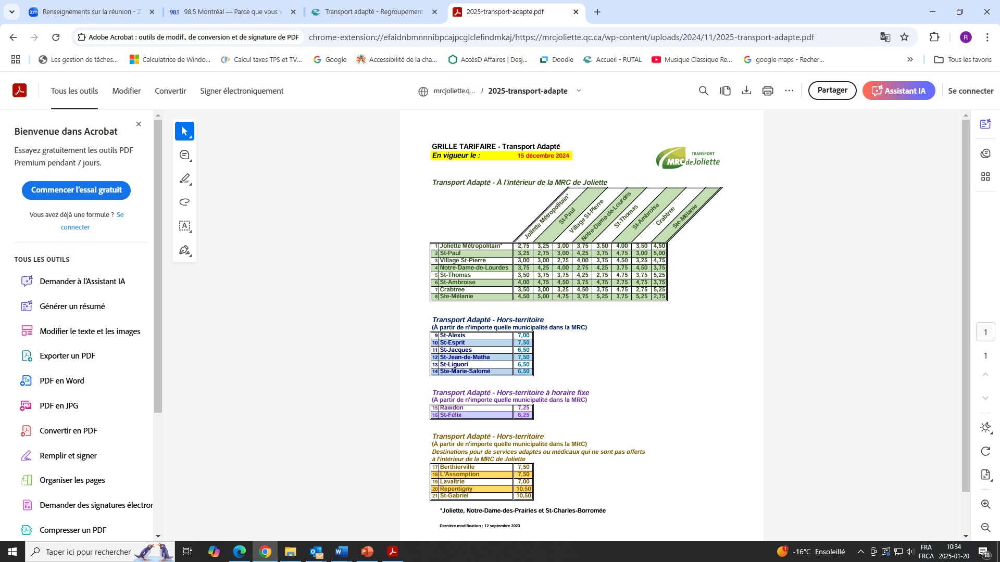 Renseignements sur la réunion - Z
98.5 Montréal — Parce que vous v
Transport adapté - Regroupement
2025-transport-adapte.pdf
Adobe Acrobat : outils de modif., de conversion et de signature de PDF
chrome-extension://efaidnbmnnnibpcajpcglclefindmkaj/https://mrcjoliette.qc.ca/wp-content/uploads/2024/11/2025-transport-adapte.pdf
R
Les gestion de tâches...
Calculatrice de Windo...
Calcul taxes TPS et TV...
Google
Accessibilité de la cha...
AccèsD Affaires | Desj...
Doodle
Accueil - RUTAL
Musique Classique Re...
google maps - Recher...
Tous les favoris
Tous les outils
Modifier
Convertir
Signer électroniquement
mrcjoliette.q... / 2025-transport-adapte
Partager
Assistant IA
Se connecter
Bienvenue dans Acrobat
Essayez gratuitement les outils PDF
Premium pendant 7 jours.
Commencer l'essai gratuit
Vous avez déjà une formule ? Se
connecter
TOUS LES OUTILS
Demander à l'Assistant IA
Générer un résumé
Modifier le texte et les images
Exporter un PDF
PDF en Word
PDF en JPG
Convertir en PDF
Remplir et signer
Organiser les pages
Demander des signatures électror
Compresser un PDF
GRILLE TARIFAIRE - Transport Adapté
En vigueur le : 15 décembre 2024
TRANSPORT
MRC de Joliette
Transport Adapté - À l'intérieur de la MRC de Joliette
Joliette Métropolitain*
St-Paul
Village St-Pierre
Notre-Dame-de-Lourdes
St-Thomas
St-Ambroise
Crabtree
Ste-Mélanie
1 Joliette Métropolitain* 2,75 3,25 3,00 3,75 3,50 4,00 3,50 4,50
2 St-Paul 3,25 2,75 3,00 4,25 3,75 4,75 3,00 5,00
3 Village St-Pierre 3,00 3,00 2,75 4,00 3,75 4,50 3,25 4,75
4 Notre-Dame-de-Lourdes 3,75 4,25 4,00 2,75 4,25 3,75 4,50 3,75
5 St-Thomas 3,50 3,75 3,75 4,25 2,75 4,75 3,75 5,25
6 St-Ambroise 4,00 4,75 4,50 3,75 4,75 2,75 4,75 3,75
7 Crabtree 3,50 3,00 3,25 4,50 3,75 4,75 2,75 5,25
8 Ste-Mélanie 4,50 5,00 4,75 3,75 5,25 3,75 5,25 2,75
Transport Adapté - Hors-territoire
(À partir de n'importe quelle municipalité dans la MRC)
9 St-Alexis 7,00
10 St-Esprit 7,50
11 St-Jacques 6,50
12 St-Jean-de-Matha 7,50
13 St-Liguori 6,50
14 Ste-Marie-Salomé 6,50
Transport Adapté - Hors-territoire à horaire fixe
(A partir de n'importe quelle municipalité dans la MRC)
15 Rawdon 7,25
16 St-Félix 6,25
Transport Adapté - Hors-territoire
(À partir de n'importe quelle municipalité dans la MRC)
Destinations pour de services adaptés ou médicaux qui ne sont pas offerts
à l'intérieur de la MRC de Joliette
17 Berthierville 7,50
18 L'Assomption 7,50
19 Lavaltrie 7,00
20 Repentigny 10,50
21 St-Gabriel 10,50
*Joliette, Notre-Dame-des-Prairies et St-Charles-Borromée
Dernière modification : 12 septembre 2023
1
1
Taper ici pour rechercher
-16°C Ensoleillé
FRA
FRCA
10:34
2025-01-20
18